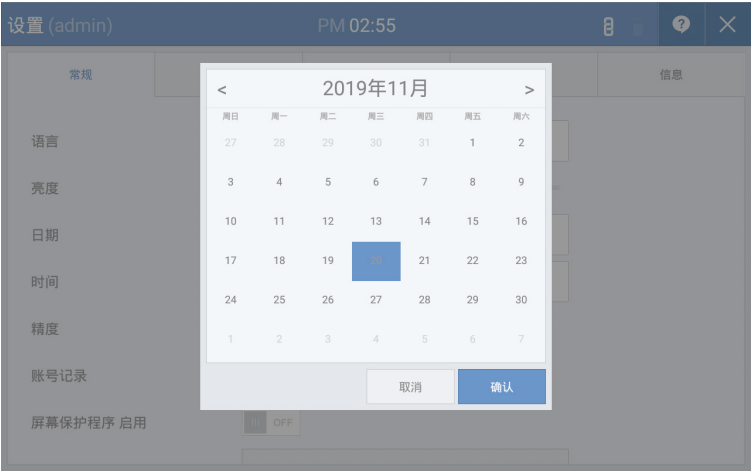 设置 (admin) PM 02:55
常规 信息
< 2019年11月 >
周日 周一 周二 周三 周四 周五 周六
27 28 29 30 31 1 2
3 4 5 6 7 8 9
10 11 12 13 14 15 16
17 18 19 20 21 22 23
24 25 26 27 28 29 30
1 2 3 4 5 6 7
取消 确认
语言
亮度
日期
时间
精度
账号记录
屏幕保护程序 启用 OFF